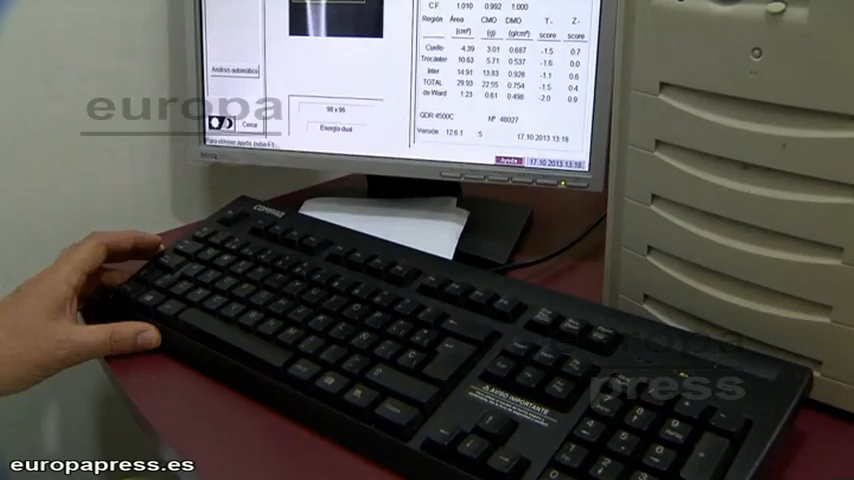 C.F. 1.010 0.992 1.000
Región Área CMO DMO T- Z-
(cm²) (g) (g/cm²) score score
Cuello 4.39 3.01 0.687 -1.5 0.7
Trocánter 10.63 5.71 0.537 -1.6 0.0
Inter 14.91 13.83 0.928 -1.1 0.6
TOTAL 29.93 22.55 0.754 -1.5 0.4
de Ward 1.23 0.61 0.498 -2.0 0.9
Análisis automático
98 x 96
Energía dual
Cerrar
QDR 4500C Nº 48027
Versión 12.6.1 S 17.10.2013 13:18
Para obtener ayuda, pulse F1
Ayuda 17.10.2013 13:18
europa
COMPAQ
europa
press
AVISO IMPORTANTE
europapress.es